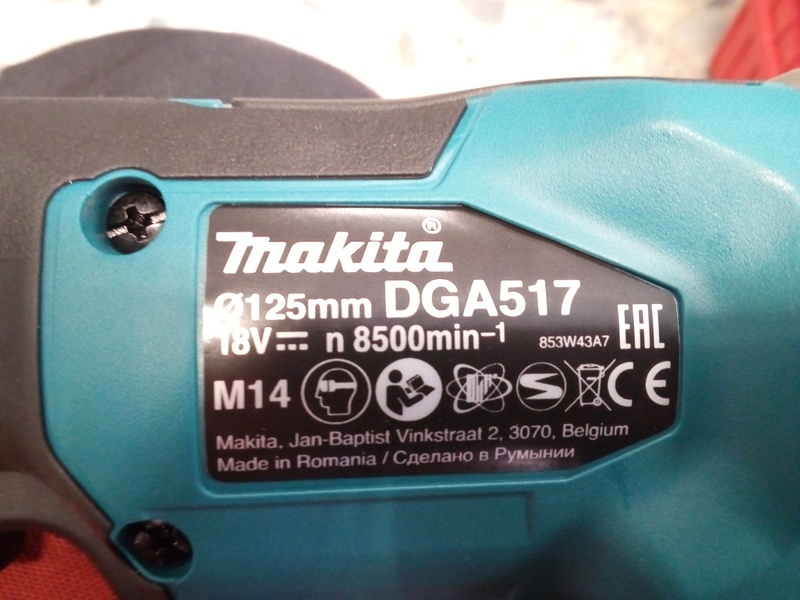 makita®
Ø125mm DGA517
18V n 8500min-1 853W43A7 EAC
M14 CE
Makita, Jan-Baptist Vinkstraat 2, 3070, Belgium
Made in Romania / Сделано в Румынии